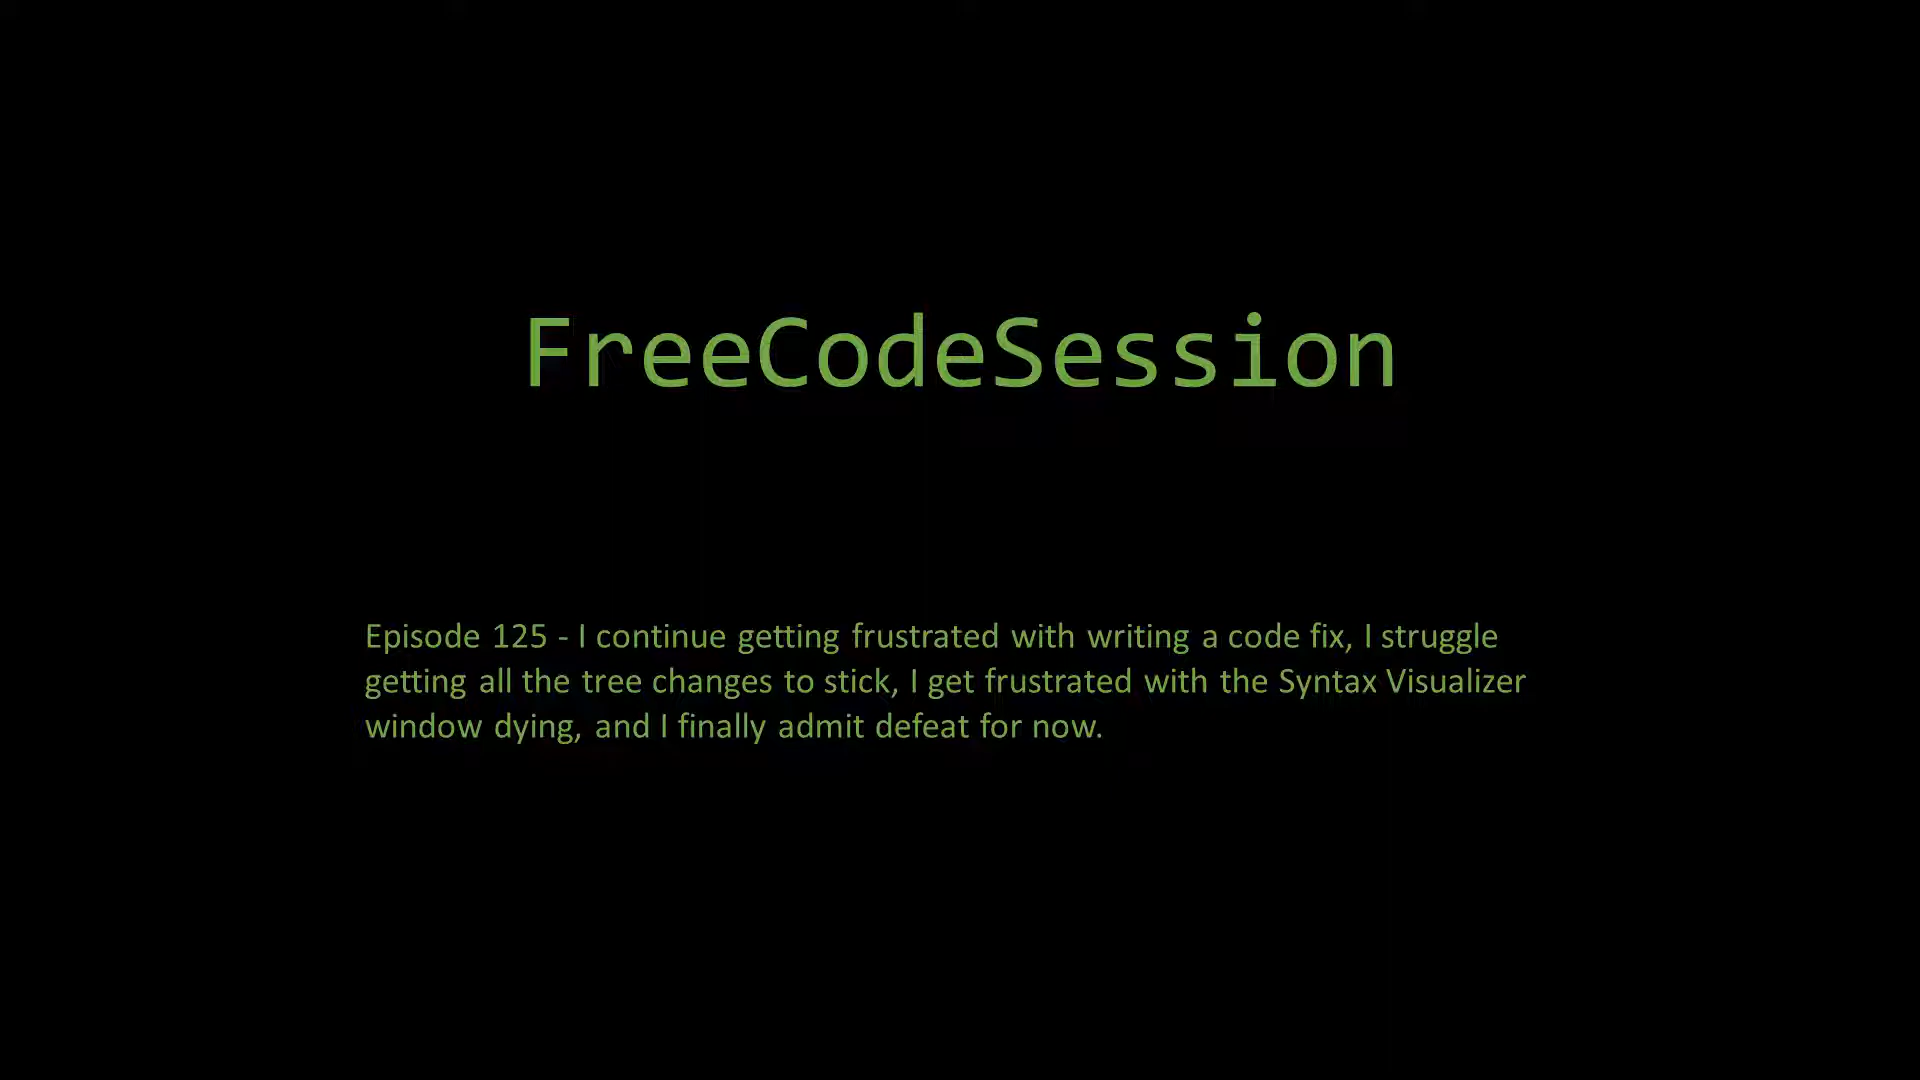 FreeCodeSession
Episode 125 - I continue getting frustrated with writing a code fix, I struggle
getting all the tree changes to stick, I get frustrated with the Syntax Visualizer
window dying, and I finally admit defeat for now.